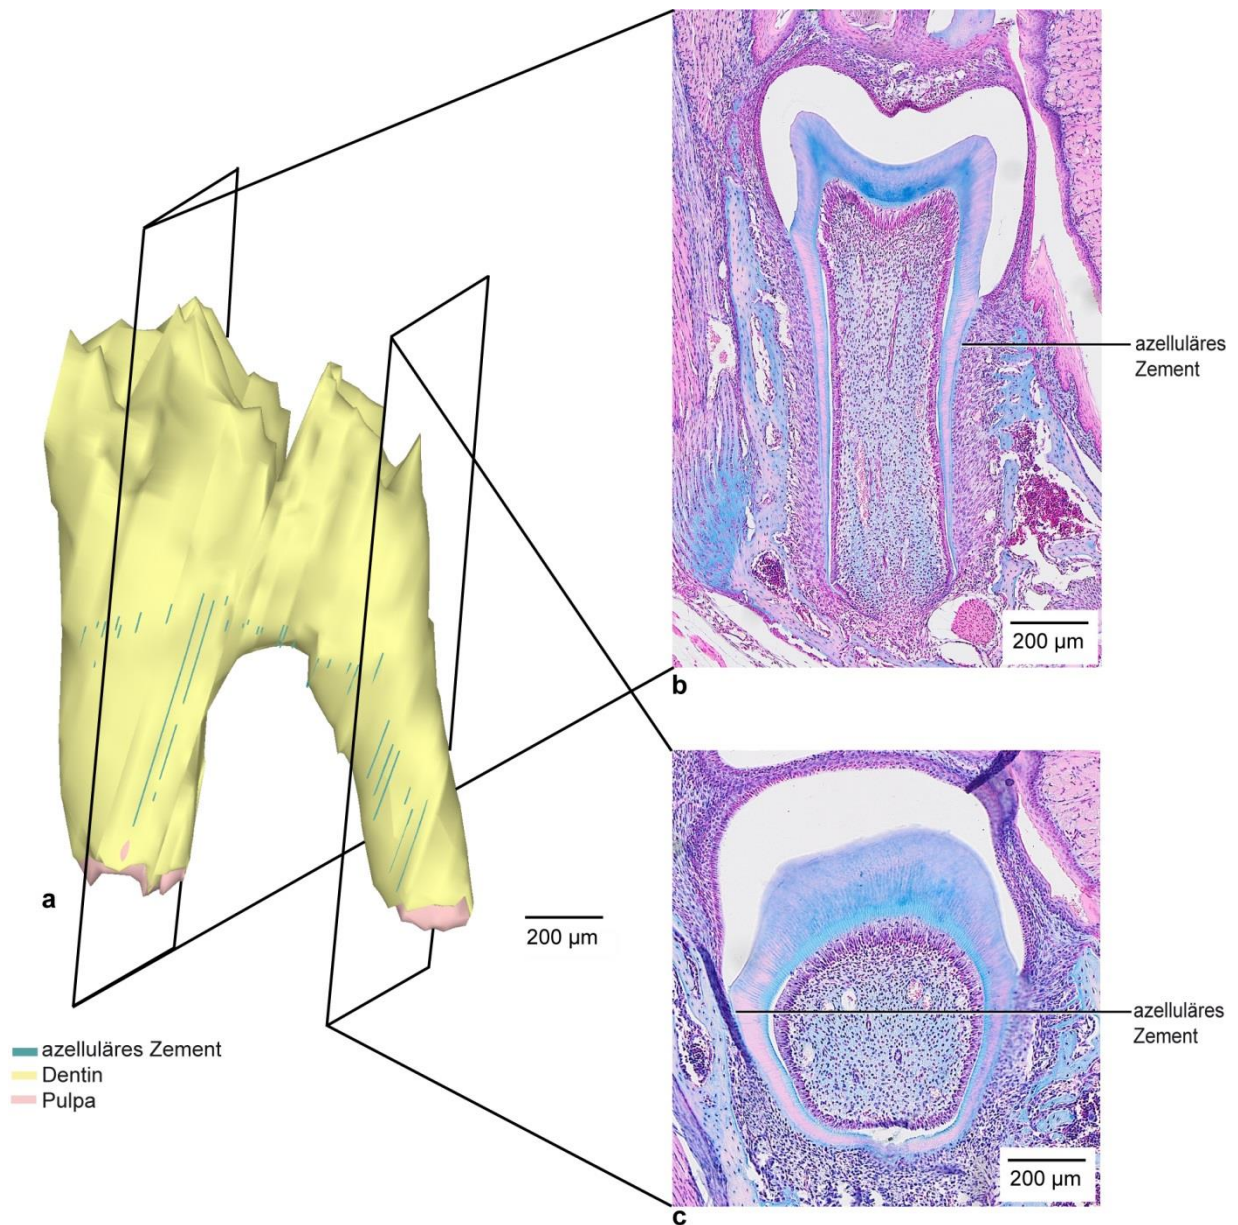 azelluläres
Zement
200 µm
b
a
200 µm
azelluläres Zement
Dentin
Pulpa
azelluläres
Zement
200 µm
c